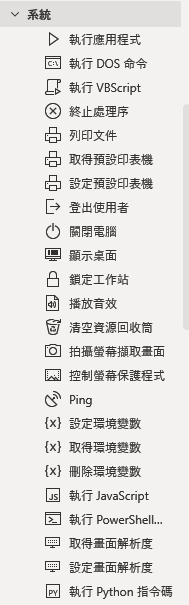 系統
執行應用程式
執行 DOS 命令
執行 VBScript
終止處理序
列印文件
取得預設印表機
設定預設印表機
登出使用者
關閉電腦
顯示桌面
鎖定工作站
播放音效
清空資源回收筒
拍攝螢幕擷取畫面
控制螢幕保護程式
Ping
{x} 設定環境變數
{x} 取得環境變數
{x} 刪除環境變數
JS 執行 JavaScript
執行 PowerShell...
取得畫面解析度
設定畫面解析度
PY 執行 Python 指令碼